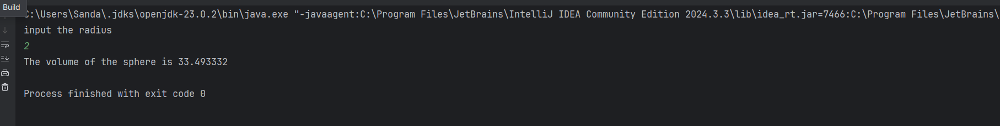 Build
C:\Users\Sanda\.jdks\openjdk-23.0.2\bin\java.exe "-javaagent:C:\Program Files\JetBrains\IntelliJ IDEA Community Edition 2024.3.3\lib\idea_rt.jar=7466:C:\Program Files\JetBrains\
input the radius
2
The volume of the sphere is 33.493332
Process finished with exit code 0